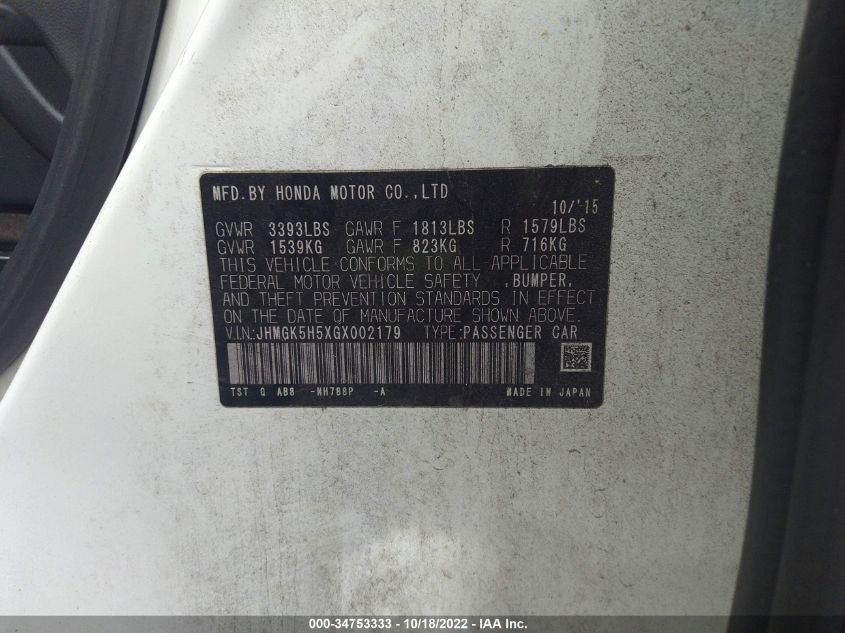 MFD.BY HONDA MOTOR CO.,LTD
10/'15
GVWR 3393LBS GAWR F 1813LBS R 1579LBS
GVWR 1539KG GAWR F 823KG R 716KG
THIS VEHICLE CONFORMS TO ALL APPLICABLE
FEDERAL MOTOR VEHICLE SAFETY ,BUMPER,
AND THEFT PREVENTION STANDARDS IN EFFECT
ON THE DATE OF MANUFACTURE SHOWN ABOVE.
V.I.N:JHMGK5H5XGX002179 TYPE:PASSENGER CAR
TST Q AB8 -NH788P -A MADE IN JAPAN
000-34753333 - 10/18/2022 - IAA Inc.